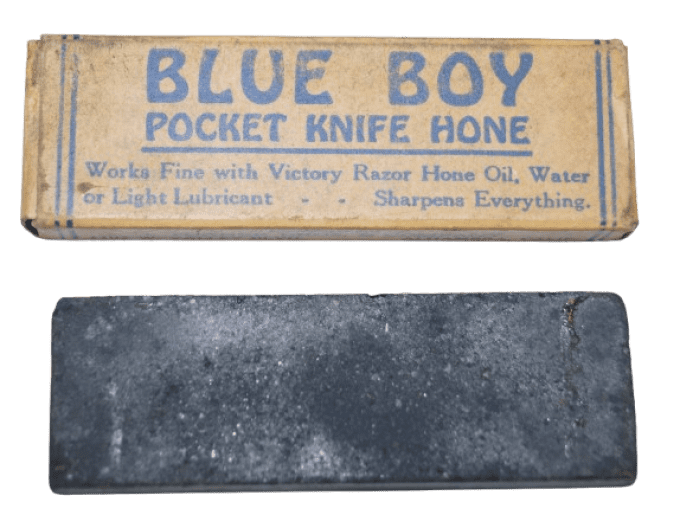 BLUE BOY
POCKET KNIFE HONE
Works Fine with Victory Razor Hone Oil, Water
or Light Lubricant - - Sharpens Everything.